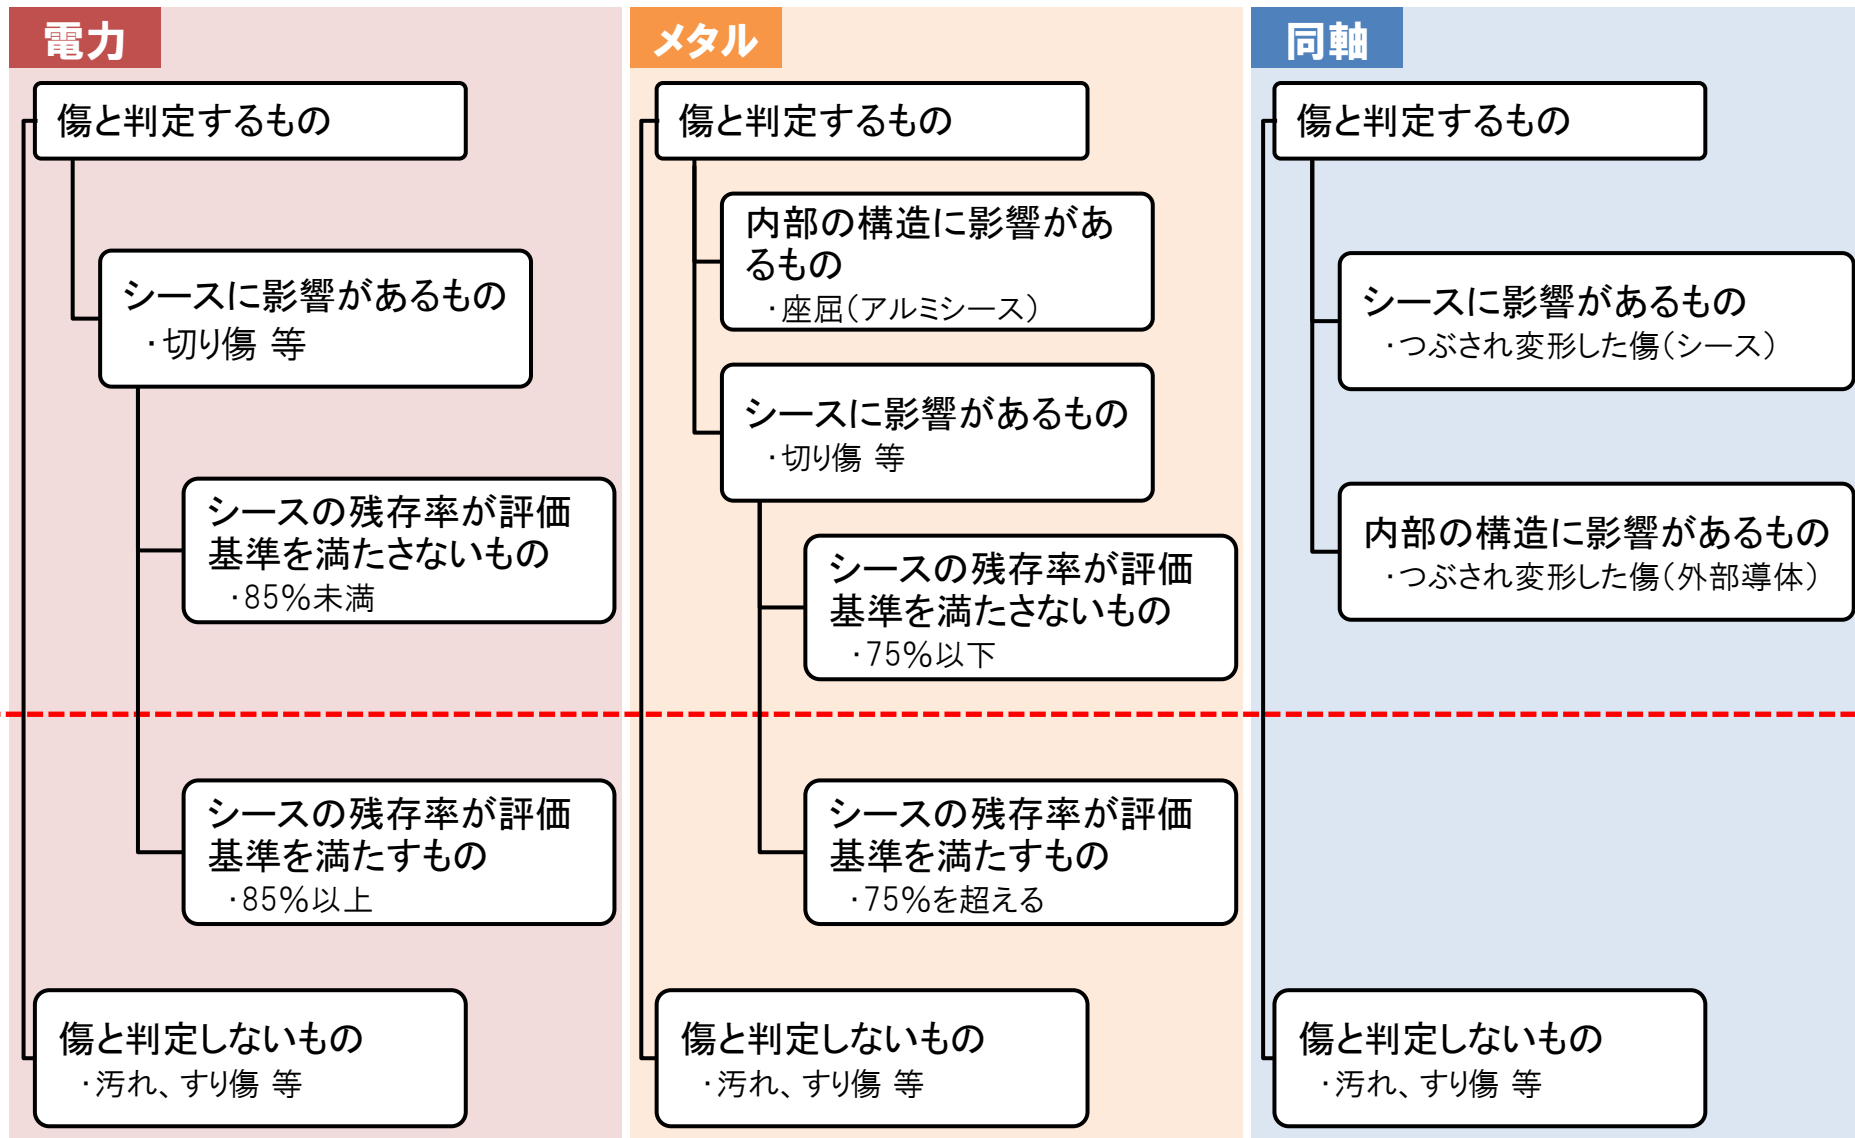 電力
傷と判定するもの
シースに影響があるもの
・切り傷 等
シースの残存率が評価
基準を満たさないもの
・85%未満
シースの残存率が評価
基準を満たすもの
・85%以上
傷と判定しないもの
・汚れ、すり傷 等
メタル
傷と判定するもの
内部の構造に影響があ
るもの
・座屈(アルミシース)
シースに影響があるもの
・切り傷 等
シースの残存率が評価
基準を満たさないもの
・75%以下
シースの残存率が評価
基準を満たすもの
・75%を超える
傷と判定しないもの
・汚れ、すり傷 等
同軸
傷と判定するもの
シースに影響があるもの
・つぶされ変形した傷(シース)
内部の構造に影響があるもの
・つぶされ変形した傷(外部導体)
傷と判定しないもの
・汚れ、すり傷 等